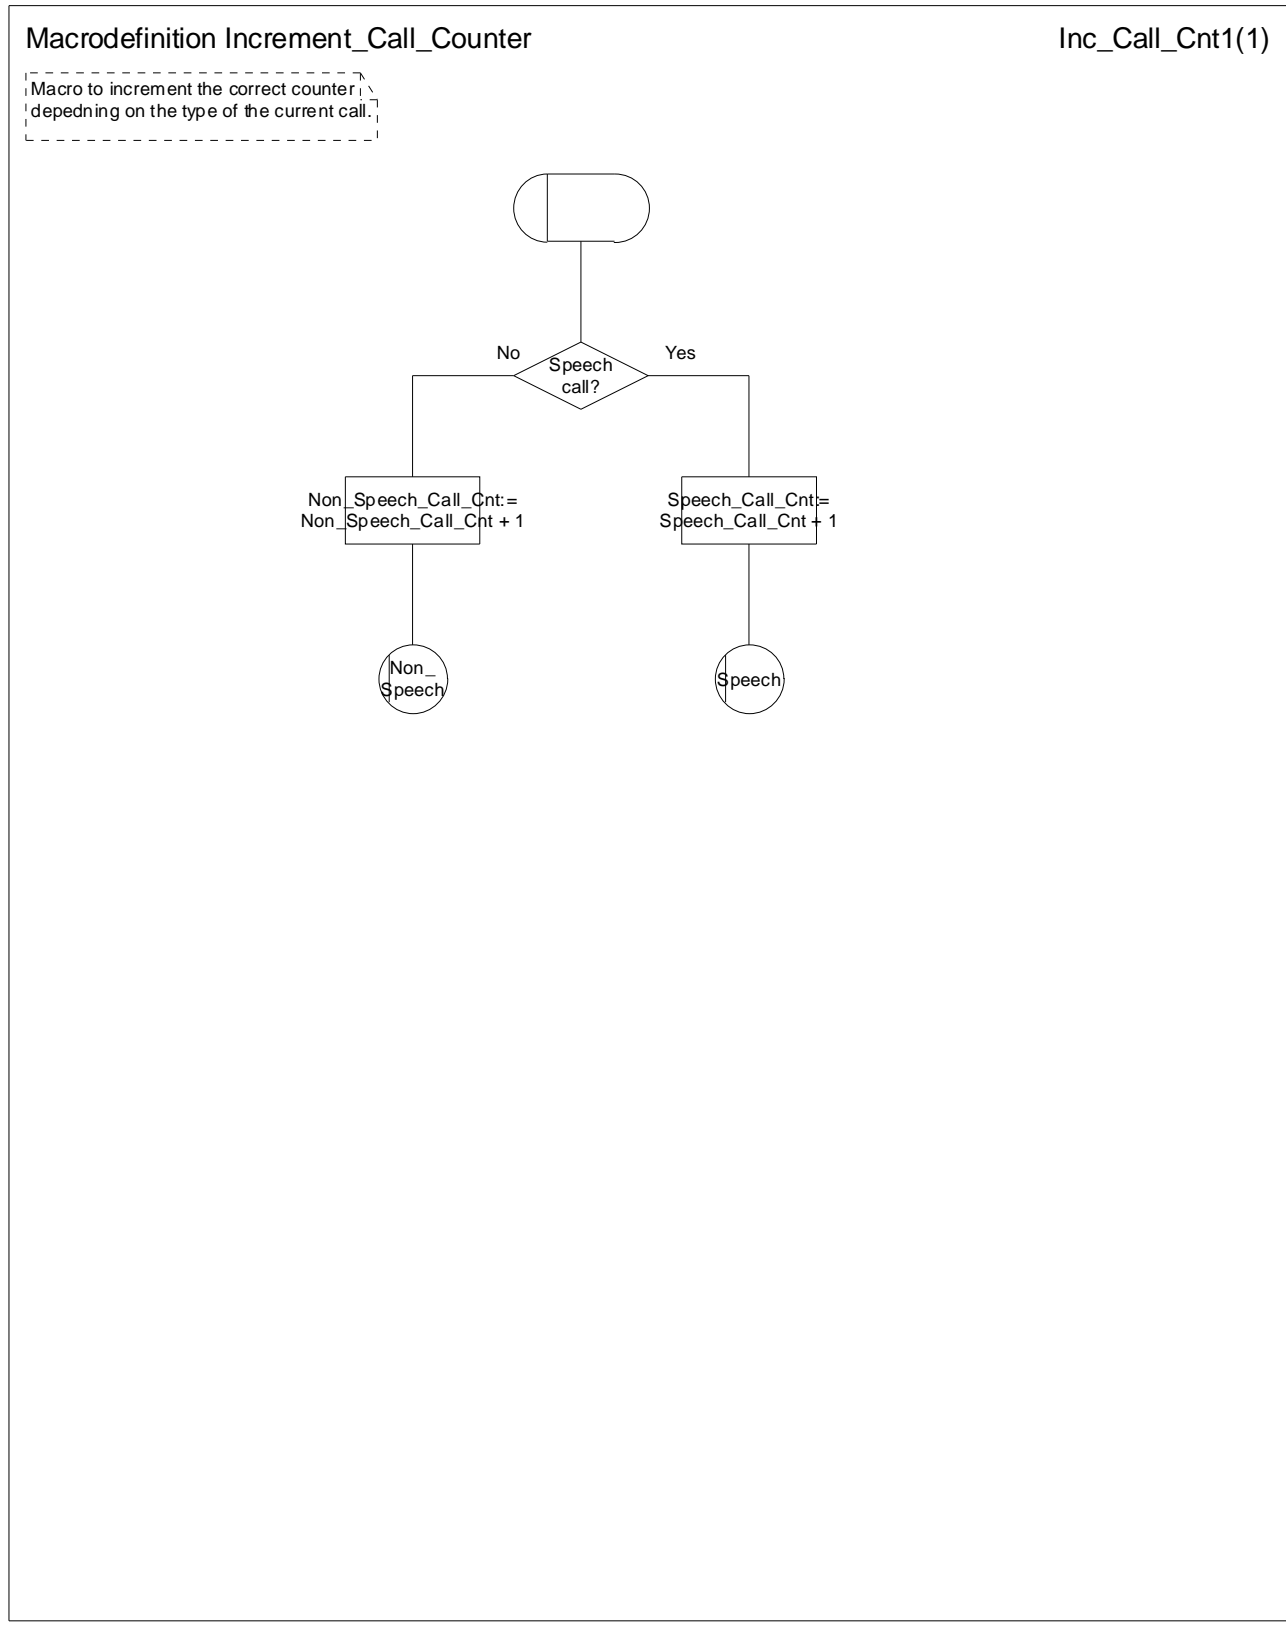 Macrodefinition Increment_Call_Counter
Inc_Call_Cnt1(1)
Macro to increment the correct counter
depedning on the type of the current call.
No
Speech
call?
Yes
Non_Speech_Call_Cnt:=
Non_Speech_Call_Cnt + 1
Speech_Call_Cnt:=
Speech_Call_Cnt + 1
Non_
Speech
Speech